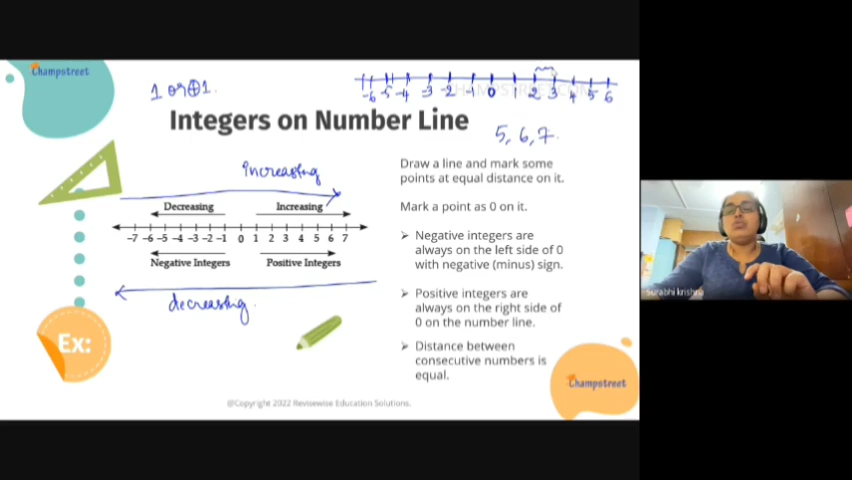 Champstreet
1 or ⊕1.
-6 -5 -4 -3 -2 -1 0 1 2 3 4 5 6
CHAMPSTREET.COM
Integers on Number Line
5, 6, 7.
Increasing
Decreasing Increasing
-7 -6 -5 -4 -3 -2 -1 0 1 2 3 4 5 6 7
Negative Integers Positive Integers
decreasing.
Ex:
Draw a line and mark some
points at equal distance on it.
Mark a point as 0 on it.
➢ Negative integers are
always on the left side of 0
with negative (minus) sign.
➢ Positive integers are
always on the right side of
0 on the number line.
➢ Distance between
consecutive numbers is
equal.
Champstreet
@Copyright 2022 Revisewise Education Solutions.
Surabhi krishna